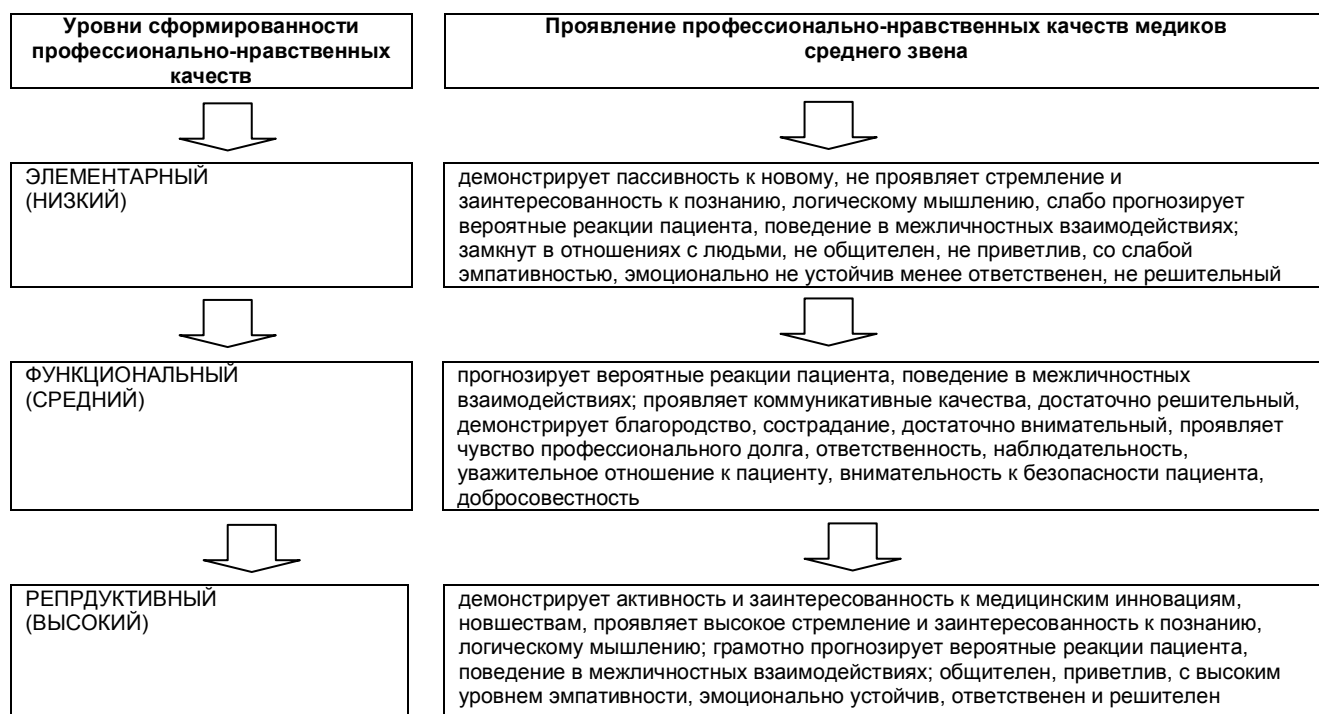 Уровни сформированности
профессионально-нравственных
качеств
Проявление профессионально-нравственных качеств медиков
среднего звена
ЭЛЕМЕНТАРНЫЙ
(НИЗКИЙ)
демонстрирует пассивность к новому, не проявляет стремление и
заинтересованность к познанию, логическому мышлению, слабо прогнозирует
вероятные реакции пациента, поведение в межличностных взаимодействиях;
замкнут в отношениях с людьми, не общителен, не приветлив, со слабой
эмпативностью, эмоционально не устойчив менее ответственен, не решительный
ФУНКЦИОНАЛЬНЫЙ
(СРЕДНИЙ)
прогнозирует вероятные реакции пациента, поведение в межличностных
взаимодействиях; проявляет коммуникативные качества, достаточно решительный,
демонстрирует благородство, сострадание, достаточно внимательный, проявляет
чувство профессионального долга, ответственность, наблюдательность,
уважительное отношение к пациенту, внимательность к безопасности пациента,
добросовестность
РЕПРДУКТИВНЫЙ
(ВЫСОКИЙ)
демонстрирует активность и заинтересованность к медицинским инновациям,
новшествам, проявляет высокое стремление и заинтересованность к познанию,
логическому мышлению; грамотно прогнозирует вероятные реакции пациента,
поведение в межличностных взаимодействиях; общителен, приветлив, с высоким
уровнем эмпативности, эмоционально устойчив, ответственен и решителен